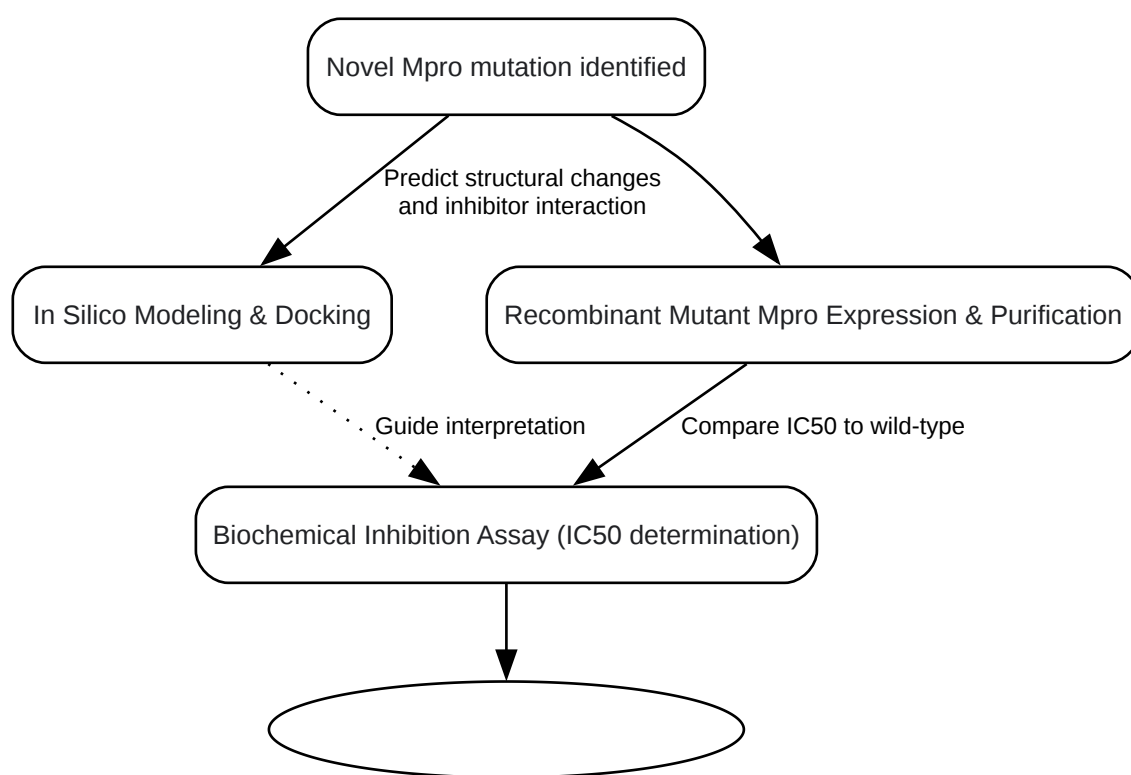 Novel Mpro mutation identified
Predict structural changes
and inhibitor interaction
In Silico Modeling & Docking
Recombinant Mutant Mpro Expression & Purification
Guide interpretation
Compare IC50 to wild-type
Biochemical Inhibition Assay (IC50 determination)